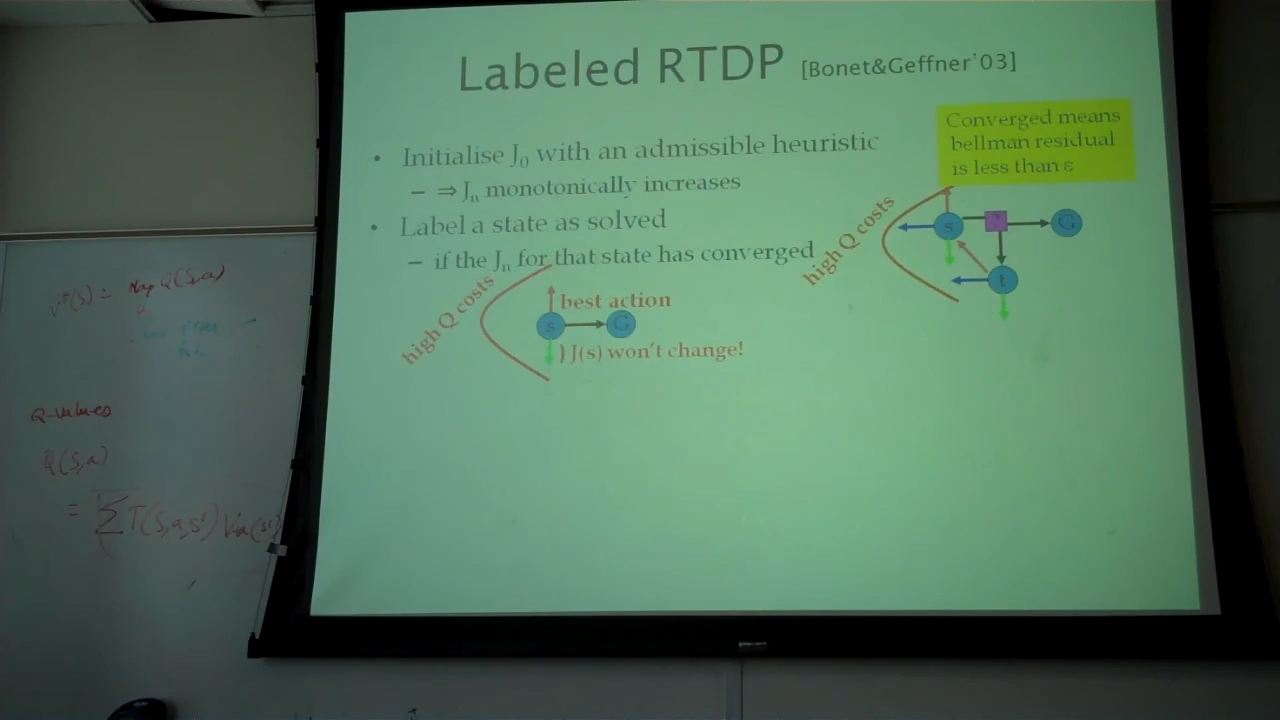 Labeled RTDP [Bonet&Geffner'03]
Converged means
bellman residual
is less than ε
• Initialise J0 with an admissible heuristic
– ⇒ Jn monotonically increases
• Label a state as solved
– if the Jn for that state has converged
high Q costs
best action
s
G
) J(s) won't change!
high Q costs
s
?
G
t
V*(s) = Max Q(s,a)
Q-values
Q(s,a)
= Σ T(s,a,s')